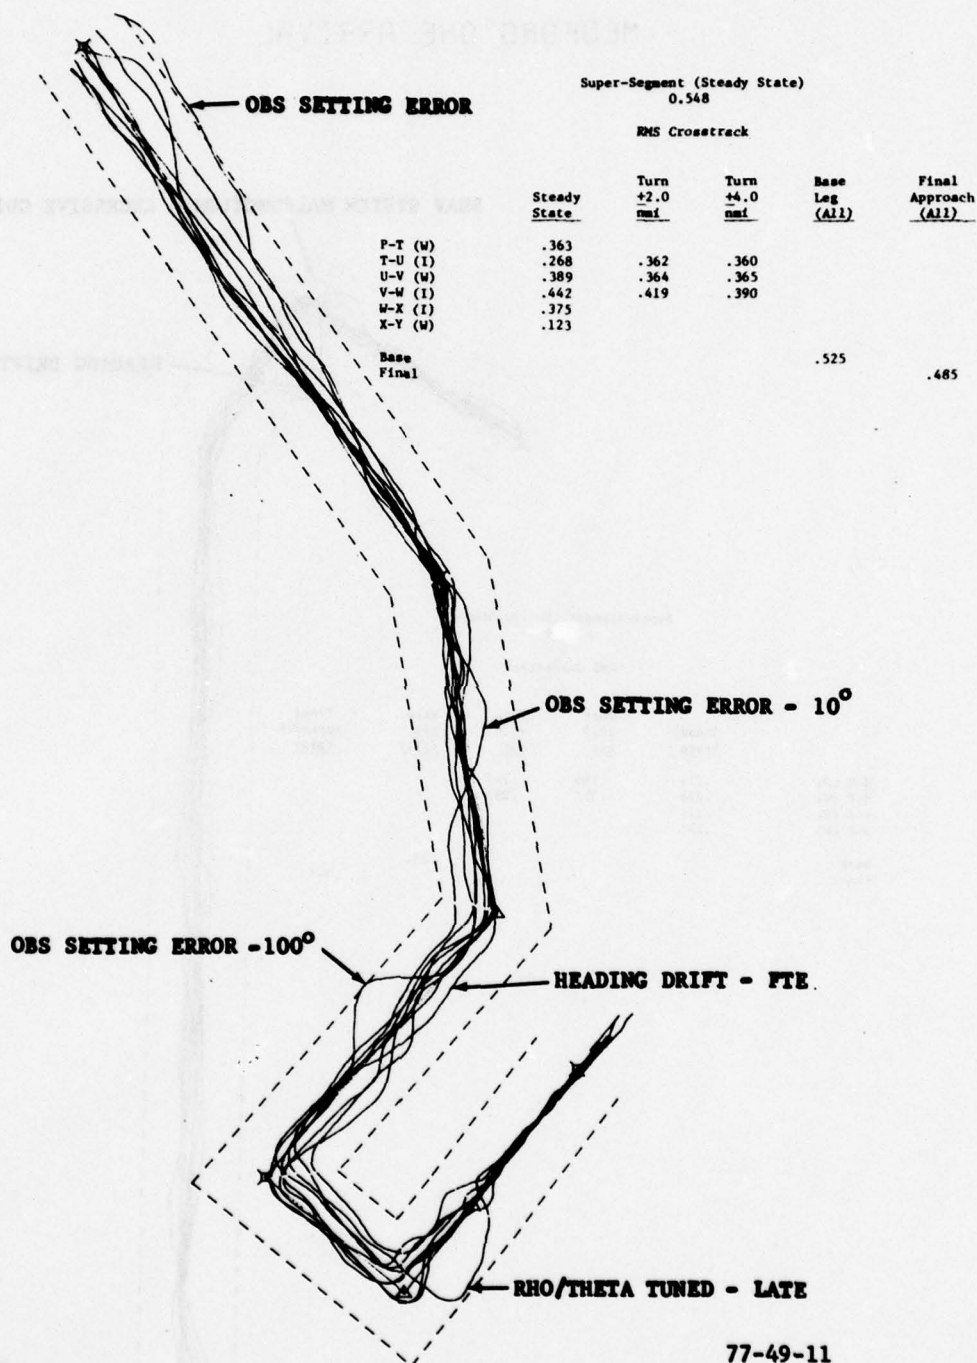 OBS SETTING ERROR
Super-Segment (Steady State)
0.548
RMS Crosstrack
Steady State Turn +2.0 nmi Turn +4.0 nmi Base Leg (All) Final Approach (All)
P-T (W) .363
T-U (I) .268 .362 .360
U-V (W) .389 .364 .365
V-W (I) .442 .419 .390
W-X (I) .375
X-Y (W) .123
Base .525
Final .485
OBS SETTING ERROR - 10°
OBS SETTING ERROR -100°
HEADING DRIFT - FTE
RHO/THETA TUNED - LATE
77-49-11